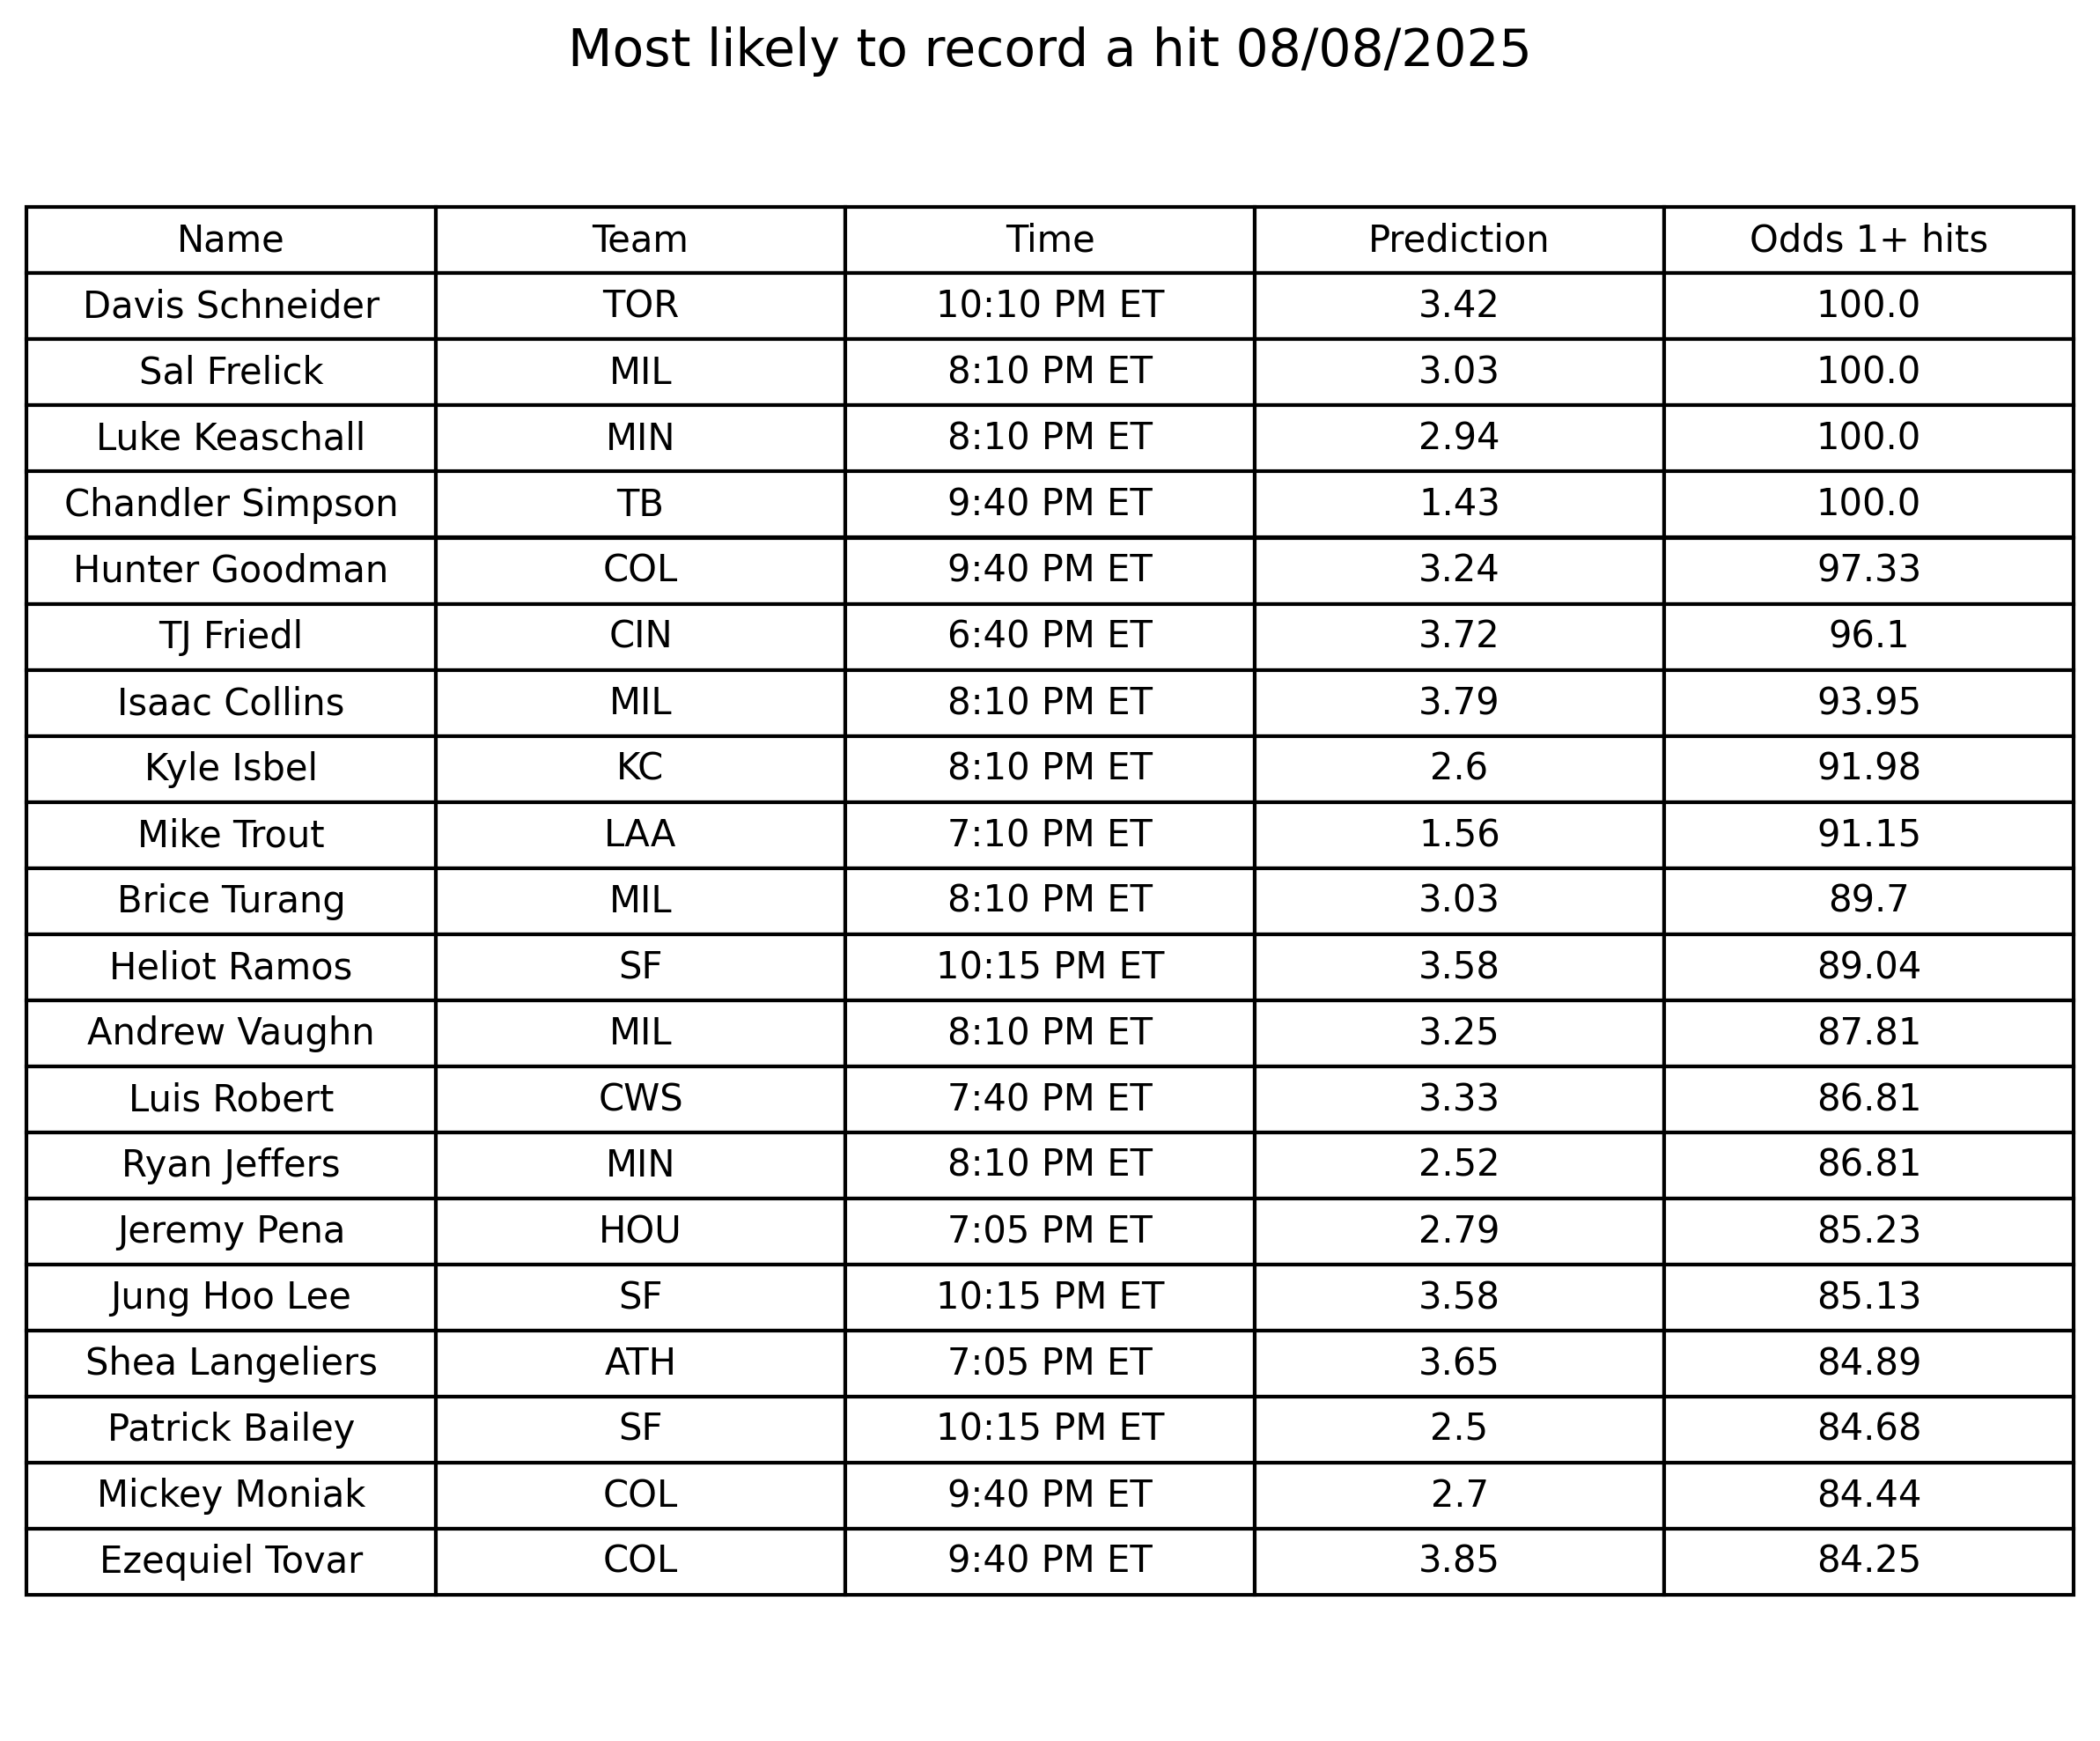 Most likely to record a hit 08/08/2025
Name Team Time Prediction Odds 1+ hits
Davis Schneider TOR 10:10 PM ET 3.42 100.0
Sal Frelick MIL 8:10 PM ET 3.03 100.0
Luke Keaschall MIN 8:10 PM ET 2.94 100.0
Chandler Simpson TB 9:40 PM ET 1.43 100.0
Hunter Goodman COL 9:40 PM ET 3.24 97.33
TJ Friedl CIN 6:40 PM ET 3.72 96.1
Isaac Collins MIL 8:10 PM ET 3.79 93.95
Kyle Isbel KC 8:10 PM ET 2.6 91.98
Mike Trout LAA 7:10 PM ET 1.56 91.15
Brice Turang MIL 8:10 PM ET 3.03 89.7
Heliot Ramos SF 10:15 PM ET 3.58 89.04
Andrew Vaughn MIL 8:10 PM ET 3.25 87.81
Luis Robert CWS 7:40 PM ET 3.33 86.81
Ryan Jeffers MIN 8:10 PM ET 2.52 86.81
Jeremy Pena HOU 7:05 PM ET 2.79 85.23
Jung Hoo Lee SF 10:15 PM ET 3.58 85.13
Shea Langeliers ATH 7:05 PM ET 3.65 84.89
Patrick Bailey SF 10:15 PM ET 2.5 84.68
Mickey Moniak COL 9:40 PM ET 2.7 84.44
Ezequiel Tovar COL 9:40 PM ET 3.85 84.25